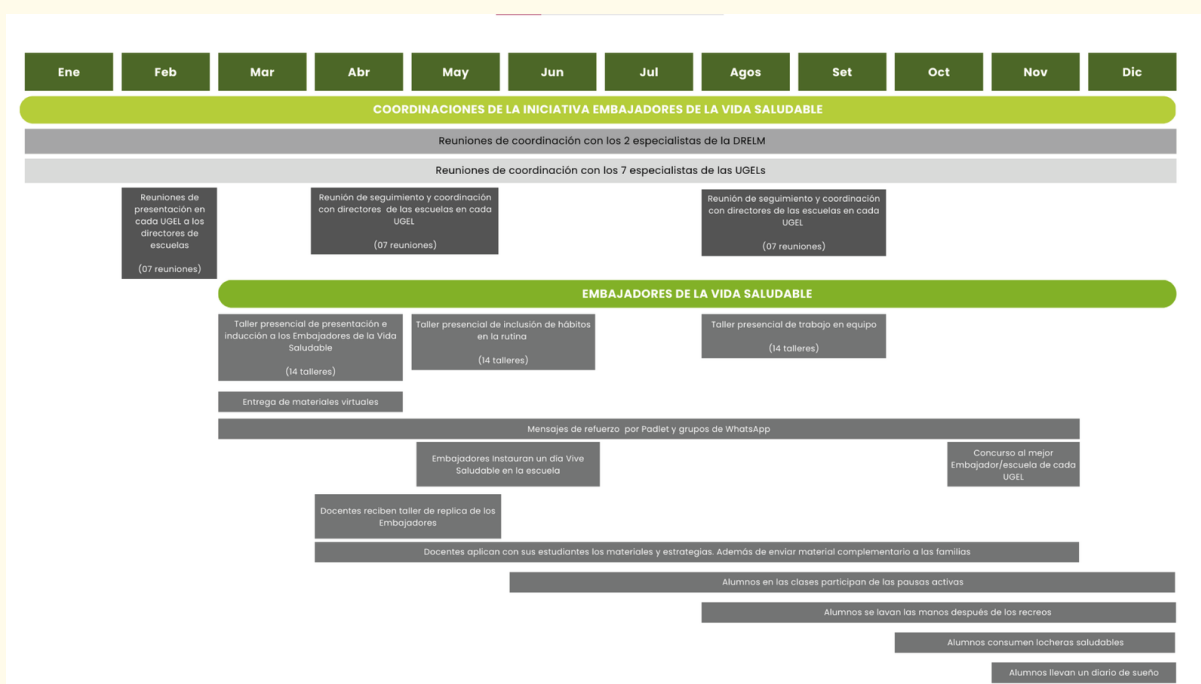 Ene Feb Mar Abr May Jun Jul Agos Set Oct Nov Dic
COORDINACIONES DE LA INICIATIVA EMBAJADORES DE LA VIDA SALUDABLE
Reuniones de coordinación con los 2 especialistas de la DRELM
Reuniones de coordinación con los 7 especialistas de las UGELs
Reuniones de
presentación en
cada UGEL a los
directores de
escuelas
(07 reuniones)
Reunión de seguimiento y coordinación
con directores de las escuelas en cada
UGEL
(07 reuniones)
Reunión de seguimiento y coordinación
con directores de las escuelas en cada
UGEL
(07 reuniones)
EMBAJADORES DE LA VIDA SALUDABLE
Taller presencial de presentación e
inducción a los Embajadores de la Vida
Saludable
(14 talleres)
Taller presencial de inclusión de hábitos
en la rutina
(14 talleres)
Taller presencial de trabajo en equipo
(14 talleres)
Entrega de materiales virtuales
Mensajes de refuerzo por Padlet y grupos de WhatsApp
Embajadores instauran un día Vive
Saludable en la escuela
Concurso al mejor
Embajador/escuela de cada
UGEL
Docentes reciben taller de replica de los
Embajadores
Docentes aplican con sus estudiantes los materiales y estrategias. Además de enviar material complementario a las familias
Alumnos en las clases participan de las pausas activas
Alumnos se lavan las manos después de los recreos
Alumnos consumen locheras saludables
Alumnos llevan un diario de sueño